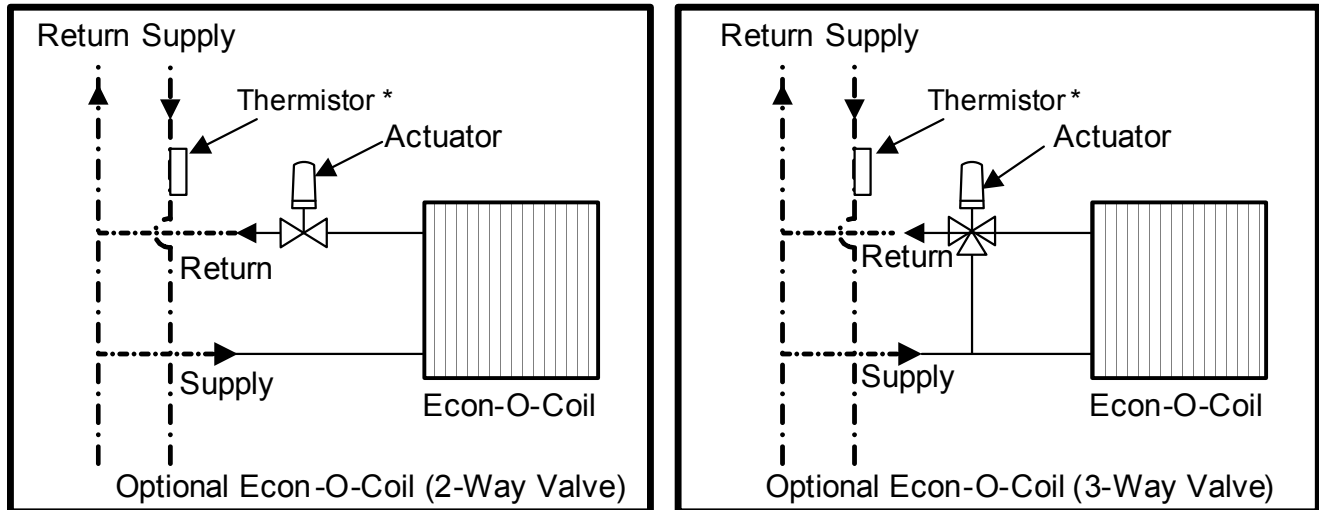 Return Supply
Thermistor *
Actuator
Return
Supply
Econ-O-Coil
Optional Econ-O-Coil (2-Way Valve)
Return Supply
Thermistor *
Actuator
Return
Supply
Econ-O-Coil
Optional Econ-O-Coil (3-Way Valve)